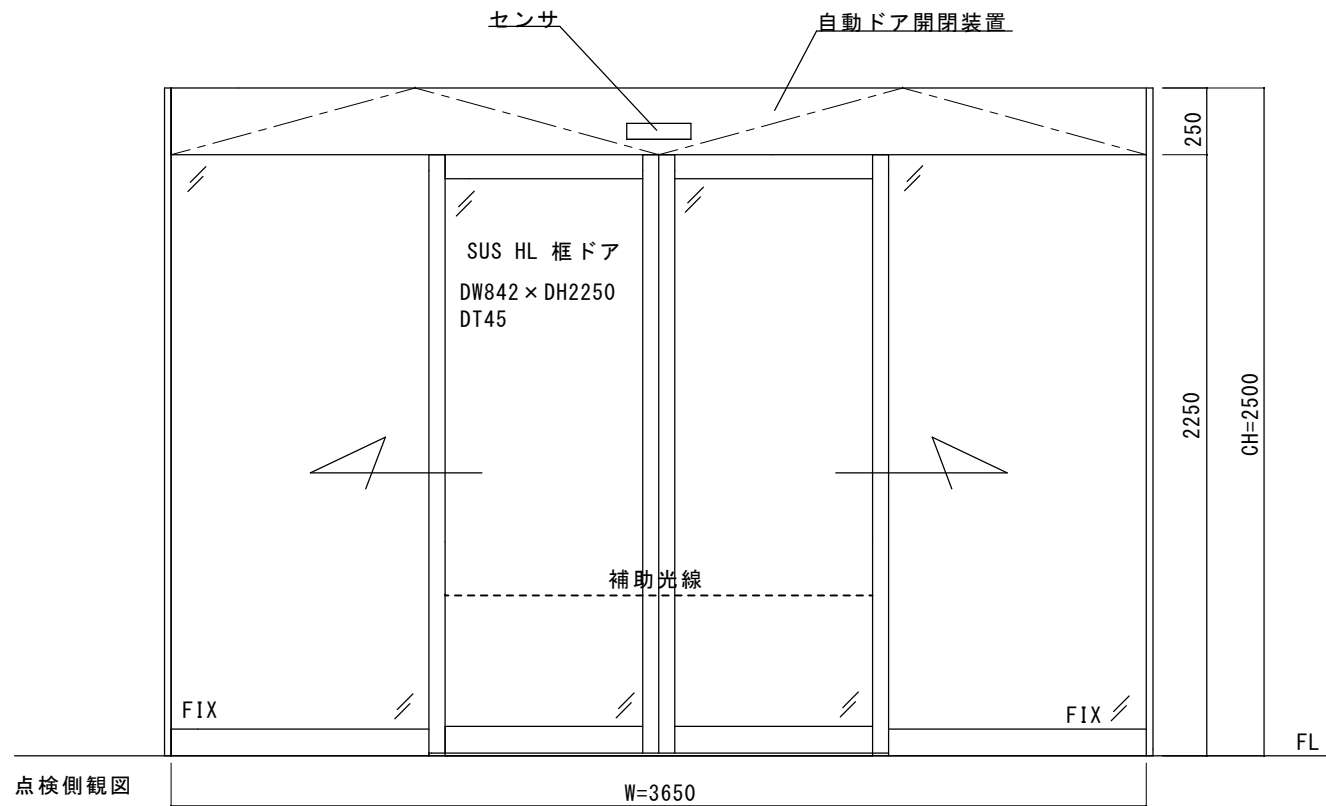 センサ
自動ドア開閉装置
250
SUS HL 框ドア
DW842×DH2250
DT45
2250
CH=2500
補助光線
FIX
FIX
FL
点検側観図
W=3650